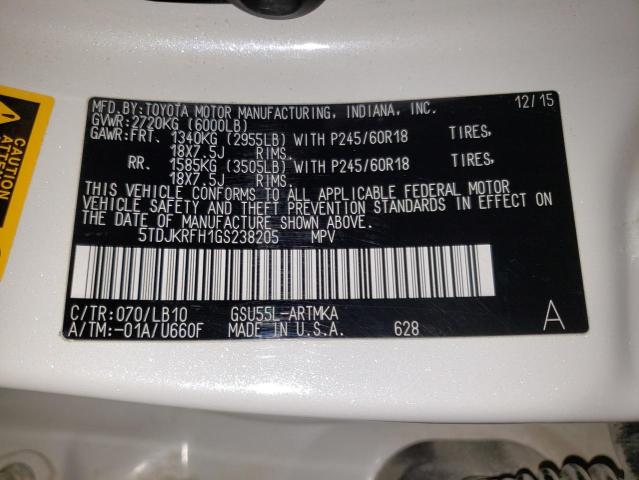 MFD.BY:TOYOTA MOTOR MANUFACTURING, INDIANA, INC. 12/15
GVWR:2720KG (6000LB)
GAWR:FRT. 1340KG (2955LB) WITH P245/60R18 TIRES,
18X7.5J RIMS.
RR. 1585KG (3505LB) WITH P245/60R18 TIRES,
18X7.5J RIMS.
THIS VEHICLE CONFORMS TO ALL APPLICABLE FEDERAL MOTOR
VEHICLE SAFETY AND THEFT PREVENTION STANDARDS IN EFFECT ON
THE DATE OF MANUFACTURE SHOWN ABOVE.
5TDJKRFH1GS238205 MPV
C/TR:070/LB10 GSU55L-ARTMKA
A/TM:-01A/U660F MADE IN U.S.A. 628 A
CAUTION
ATTENTION